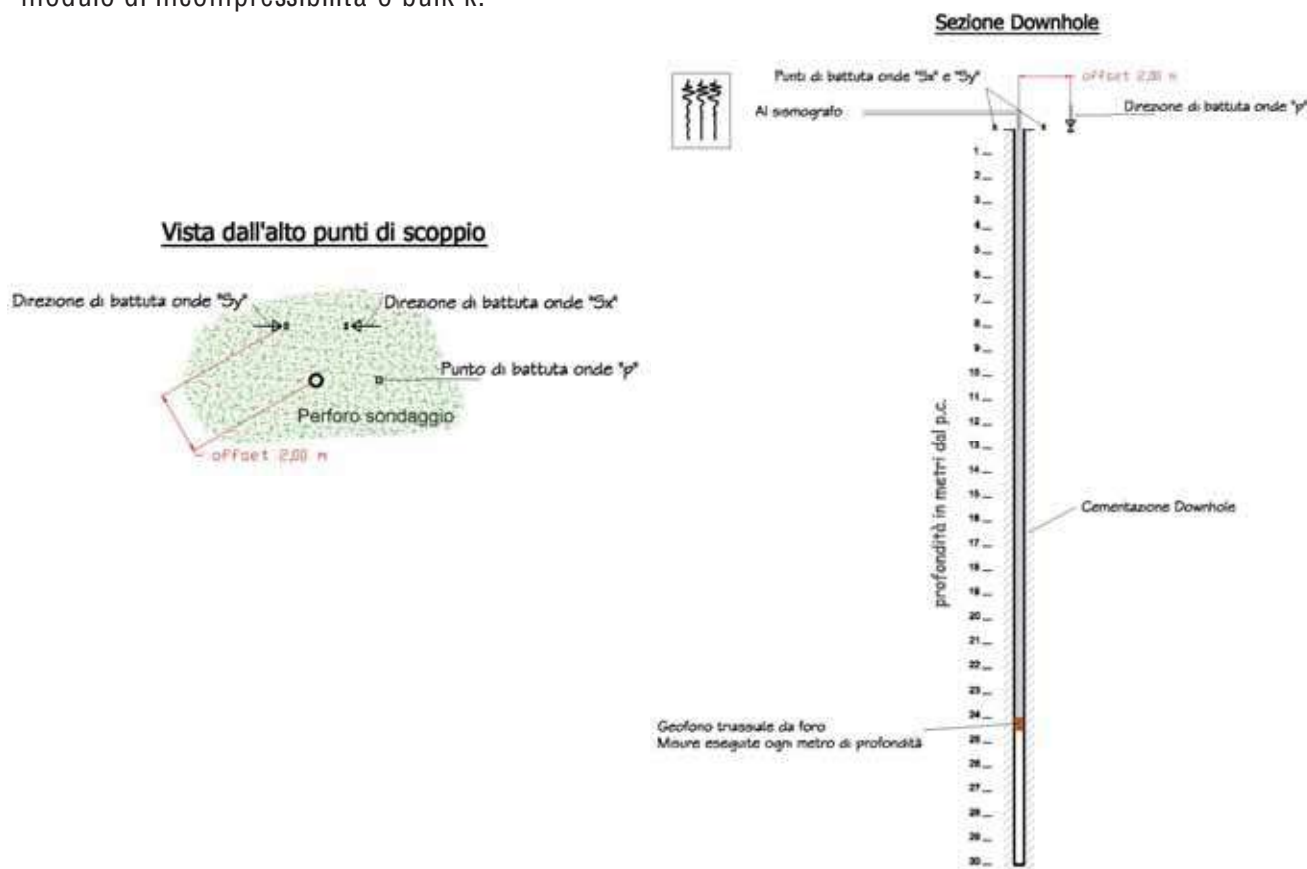 modulo di incompressibilità o bulk k.
Sezione Downhole
Punti di battuta onde "Sx" e "Sy"
offset 2,00 m
Al sismografo
Direzione di battuta onde "p"
Vista dall'alto punti di scoppio
Direzione di battuta onde "Sy"
Direzione di battuta onde "Sx"
Punto di battuta onde "p"
Perforo sondaggio
offset 2,00 m
profondità in metri dal p.c.
1
2
3
4
5
6
7
8
9
10
11
12
13
14
15
16
17
18
19
20
21
22
23
24
25
26
27
28
29
30
Cementazione Downhole
Geofono triassiale da foro
Misure eseguite ogni metro di profondità